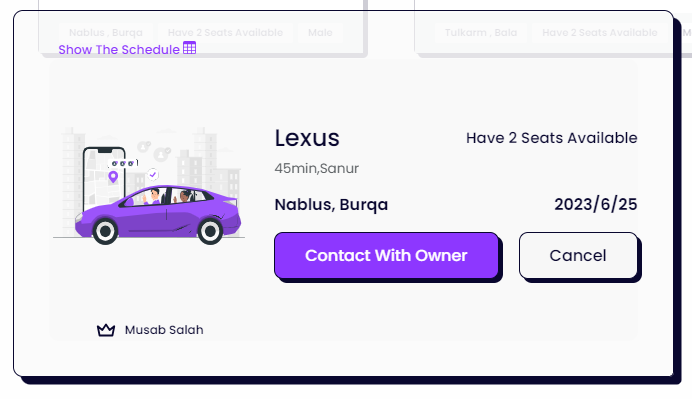 Nablus , Burqa Have 2 Seats Available Male
Tulkarm , Bala Have 2 Seats Available
Show The Schedule
Lexus
Have 2 Seats Available
45min,Sanur
Nablus, Burqa
2023/6/25
Contact With Owner
Cancel
Musab Salah